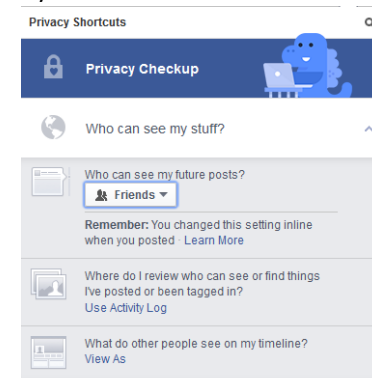 Privacy Shortcuts
Privacy Checkup
Who can see my stuff?
Who can see my future posts?
Friends
Remember: You changed this setting inline
when you posted · Learn More
Where do I review who can see or find things
I've posted or been tagged in?
Use Activity Log
What do other people see on my timeline?
View As